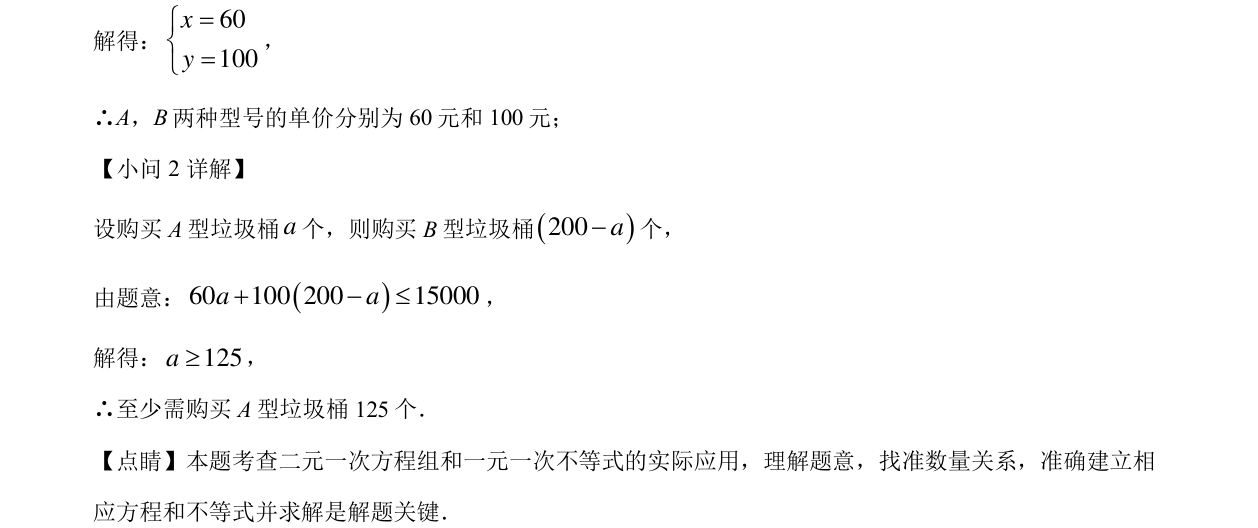 解得：{x = 60
y = 100，
∴A，B 两种型号的单价分别为 60 元和 100 元；
【小问 2 详解】
设购买 A 型垃圾桶 a 个，则购买 B 型垃圾桶(200−a)个，
由题意：60a+100(200−a)≤15000，
解得：a≥125，
∴至少需购买 A 型垃圾桶 125 个．
【点睛】本题考查二元一次方程组和一元一次不等式的实际应用，理解题意，找准数量关系，准确建立相
应方程和不等式并求解是解题关键．